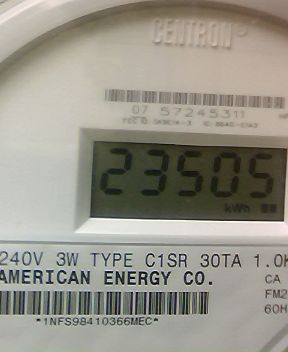 CENTRON®
07 57245311
23505
kWh
240V 3W TYPE C1SR 30TA 1.0K
AMERICAN ENERGY CO.
CA
FM2
60H
*1NFS98410366MEC*